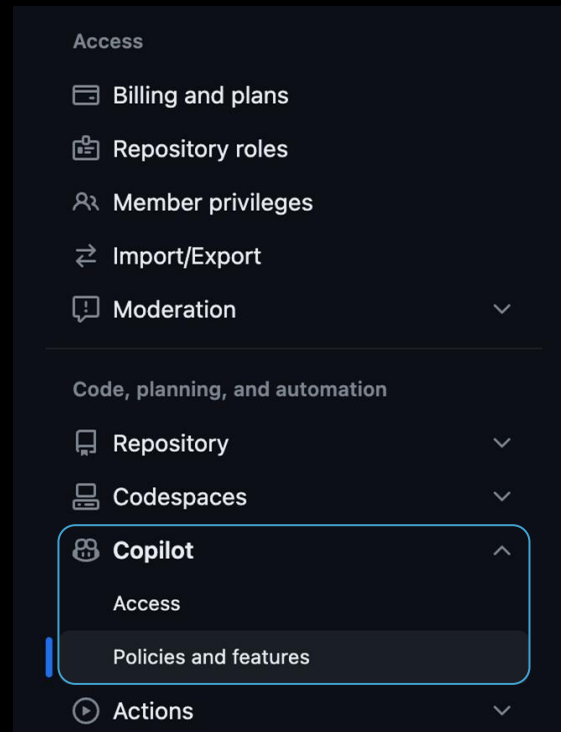 Access
Billing and plans
Repository roles
Member privileges
Import/Export
Moderation
Code, planning, and automation
Repository
Codespaces
Copilot
Access
Policies and features
Actions